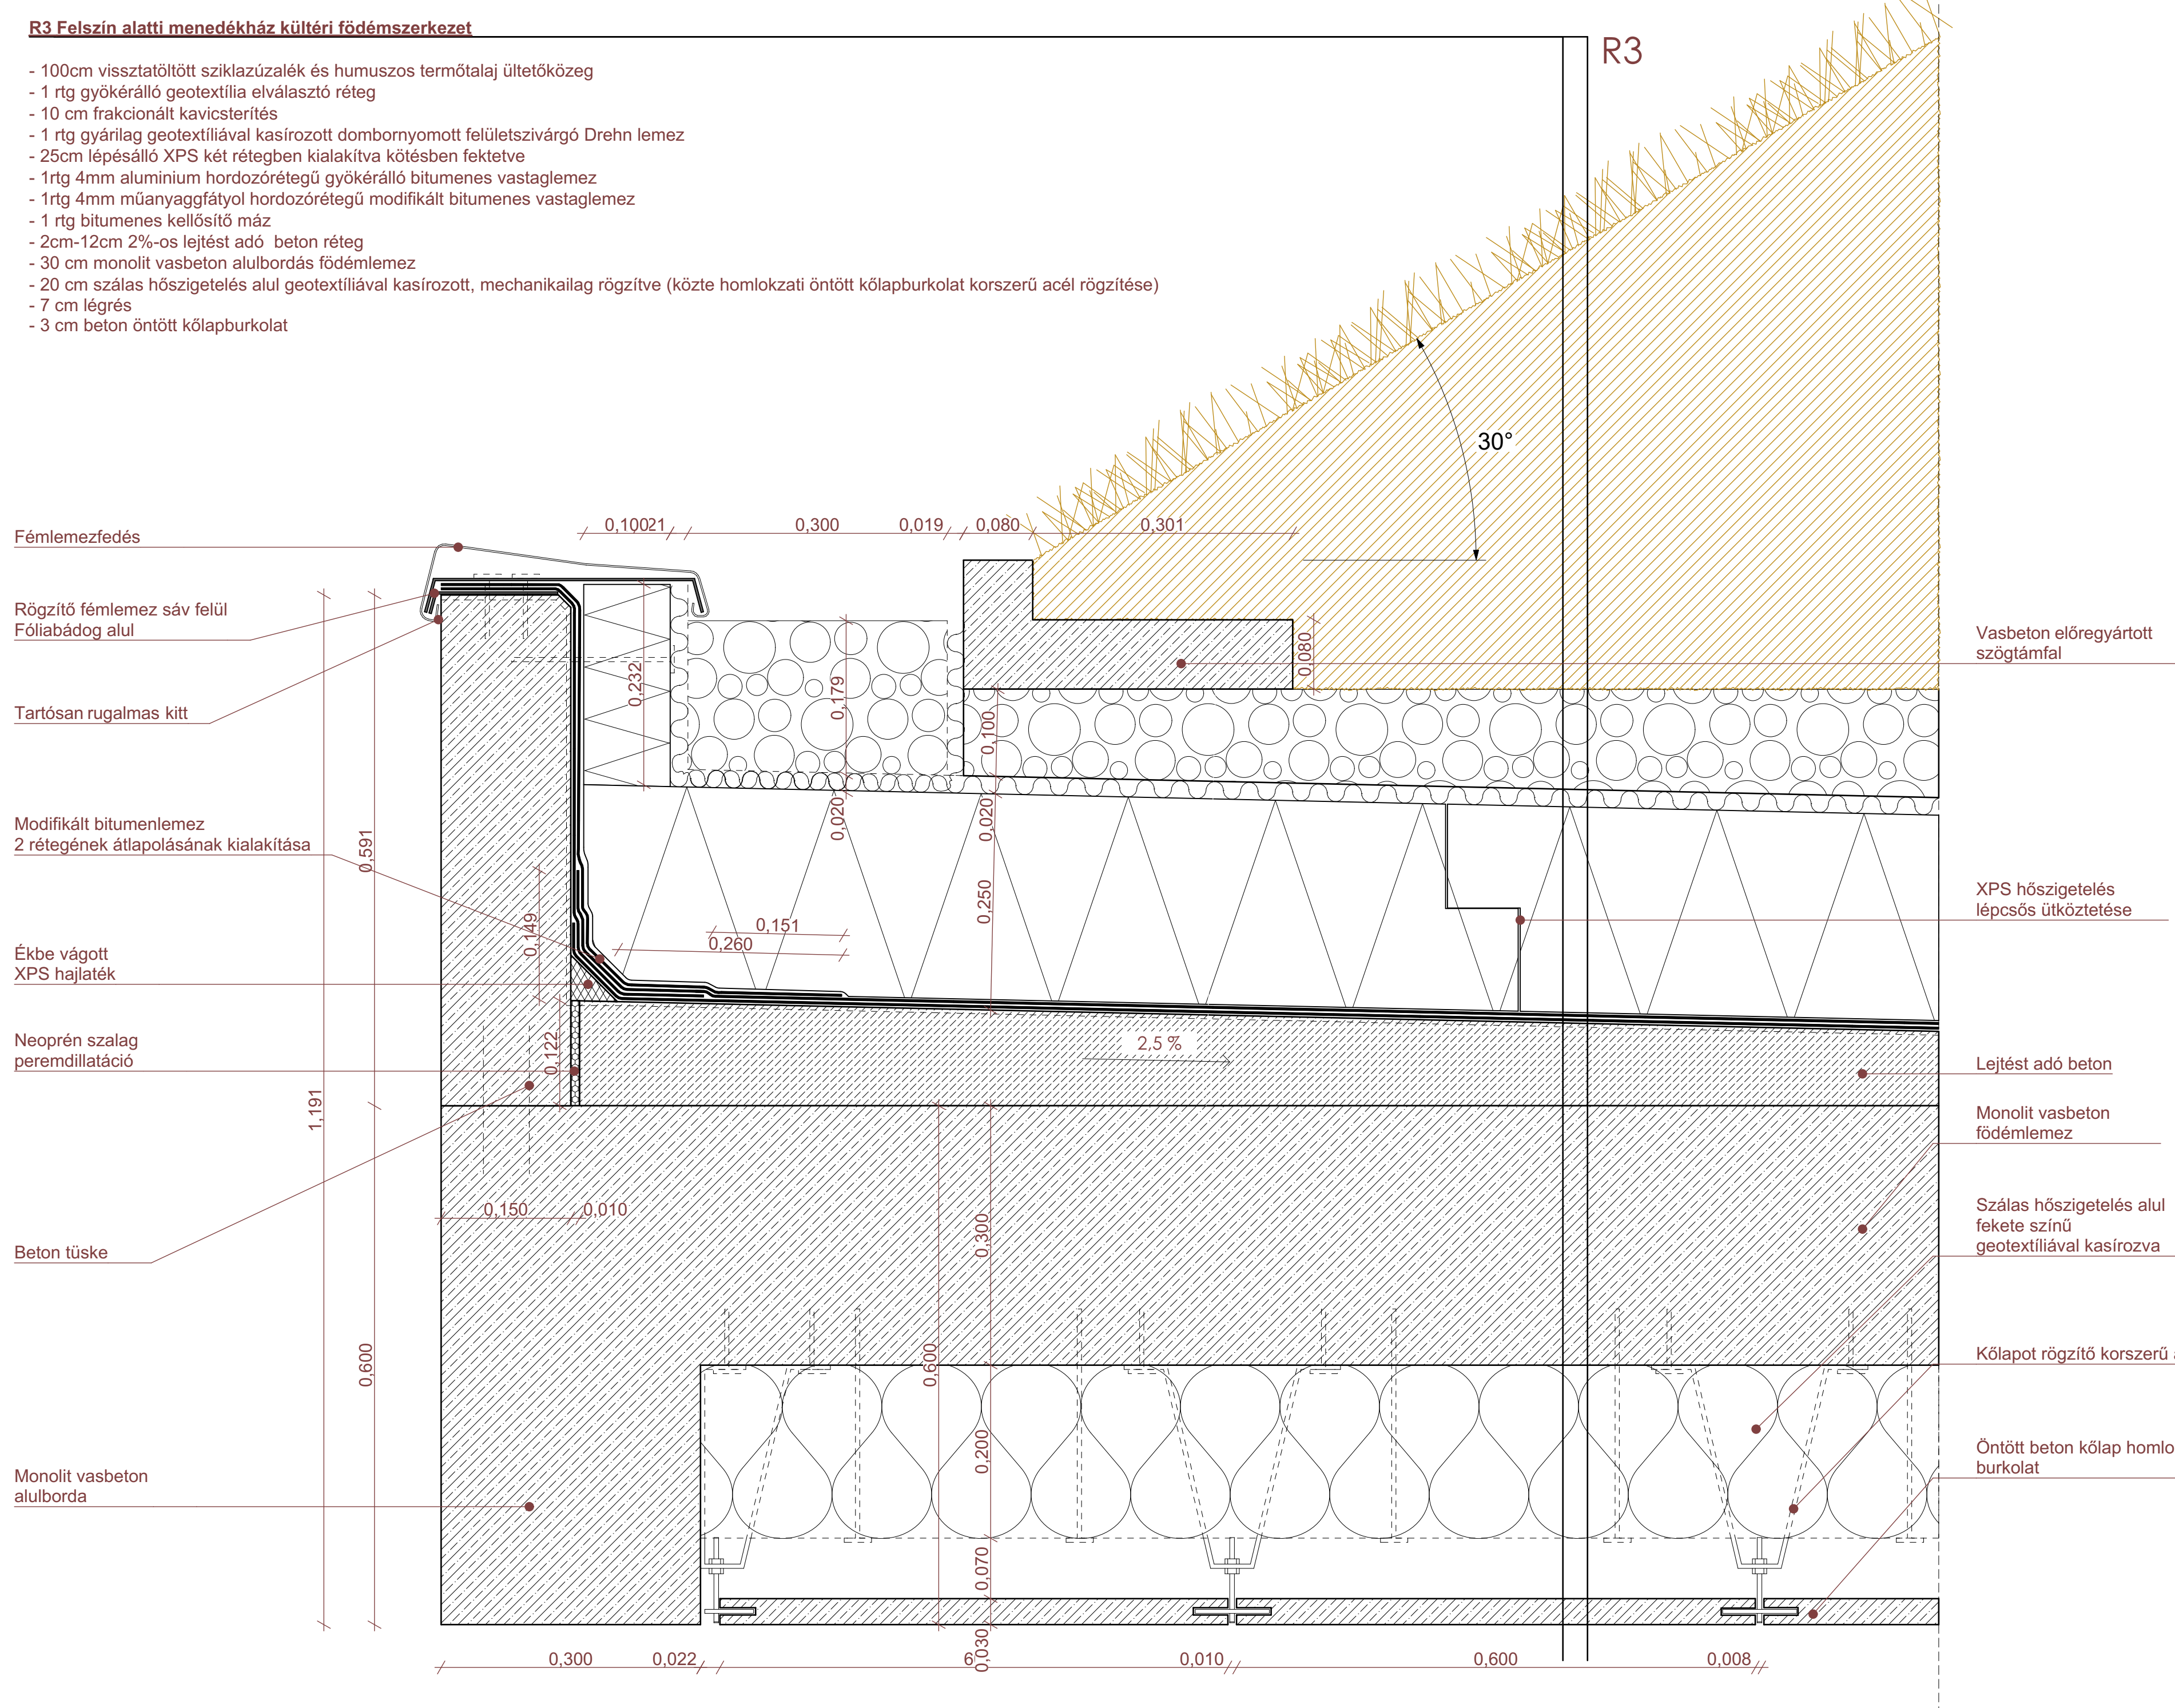 R3 Felszín alatti menedékház kültéri födémszerkezet
R3
- 100cm vissztatöltött sziklazúzalék és humuszos termőtalaj ültetőközeg
- 1 rtg gyökérálló geotextília elválasztó réteg
- 10 cm frakcionált kavicsterítés
- 1 rtg gyárilag geotextíliával kasírozott dombornyomott felületszivárgó Drehn lemez
- 25cm lépésálló XPS két rétegben kialakítva kötésben fektetve
- 1rtg 4mm aluminium hordozórétegű gyökérálló bitumenes vastaglemez
- 1rtg 4mm műanyaggfátyol hordozórétegű modifikált bitumenes vastaglemez
- 1 rtg bitumenes kellősítő máz
- 2cm-12cm 2%-os lejtést adó beton réteg
- 30 cm monolit vasbeton alulbordás födémlemez
- 20 cm szálas hőszigetelés alul geotextíliával kasírozott, mechanikailag rögzítve (közte homlokzati öntött kőlapburkolat korszerű acél rögzítése)
- 7 cm légrés
- 3 cm beton öntött kőlapburkolat
30°
0,10021 0,300 0,019 0,080 0,301
Fémlemezfedés
Rögzítő fémlemez sáv felül
Fóliabádog alul
Tartósan rugalmas kitt
Modifikált bitumenlemez
2 rétegének átlapolásának kialakítása
Ékbe vágott
XPS hajlaték
Neoprén szalag
peremdillatáció
Beton tüske
Monolit vasbeton
alulborda
Vasbeton előregyártott
szögtámfal
XPS hőszigetelés
lépcsős ütköztetése
Lejtést adó beton
Monolit vasbeton
födémlemez
Szálas hőszigetelés alul
fekete színű
geotextíliával kasírozva
Kőlapot rögzítő korszerű
Öntött beton kőlap
burkolat
0,232
0,179
0,080
0,100
0,020
0,020
0,591
0,149
0,250
0,151
0,260
0,122
2,5 %
1,191
0,150 0,010
0,300
0,600
0,600
0,200
0,070
0,030
0,300 0,022 6 0,010 0,600 0,008